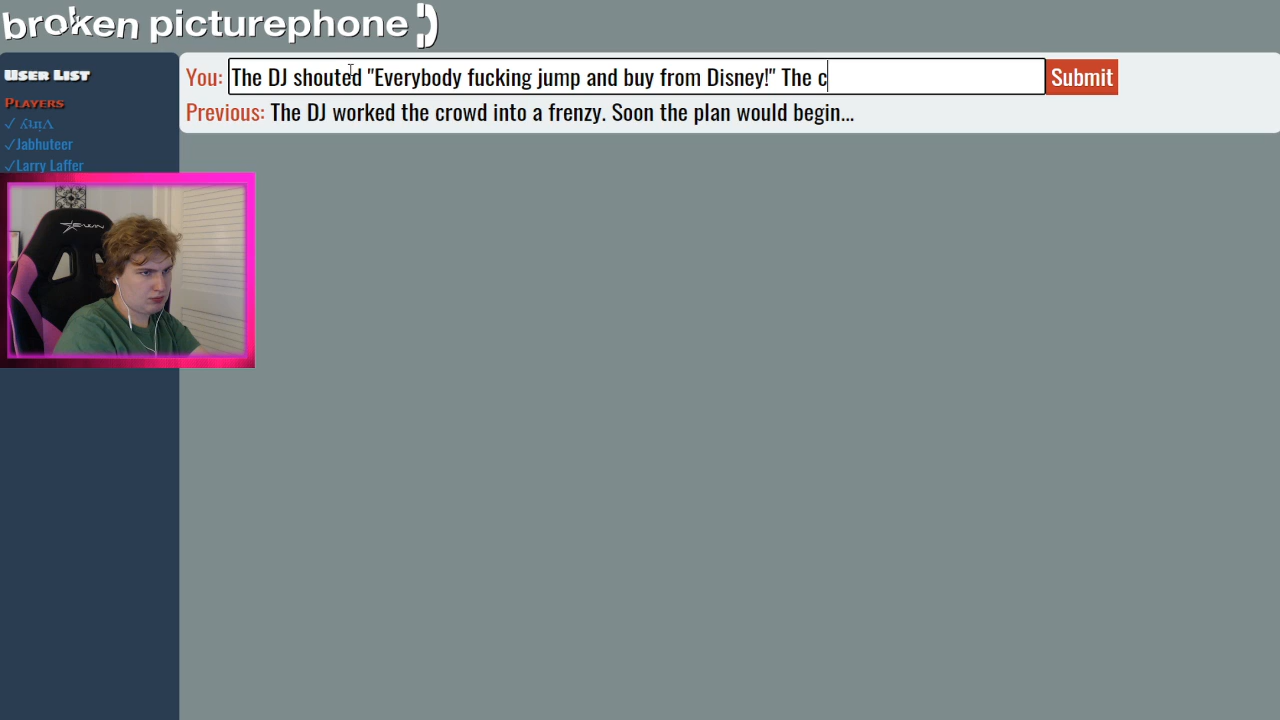 broken picturephone
User List
You: The DJ shouted "Everybody fucking jump and buy from Disney!" The c
Submit
Players
Previous: The DJ worked the crowd into a frenzy. Soon the plan would begin...
✓Jabhuteer
✓Larry Laffer